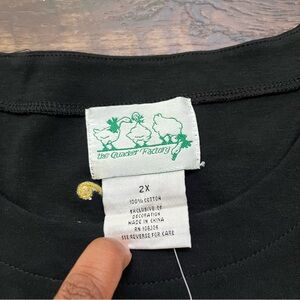 the Quacker Factory
2X
100% COTTON
EXCLUSIVE OF
DECORATION
MADE IN CHINA
RN 108306
SEE REVERSE FOR CARE